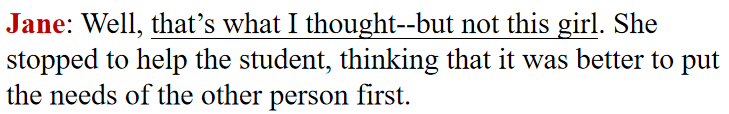 Jane: Well, that’s what I thought--but not this girl. She
stopped to help the student, thinking that it was better to put
the needs of the other person first.